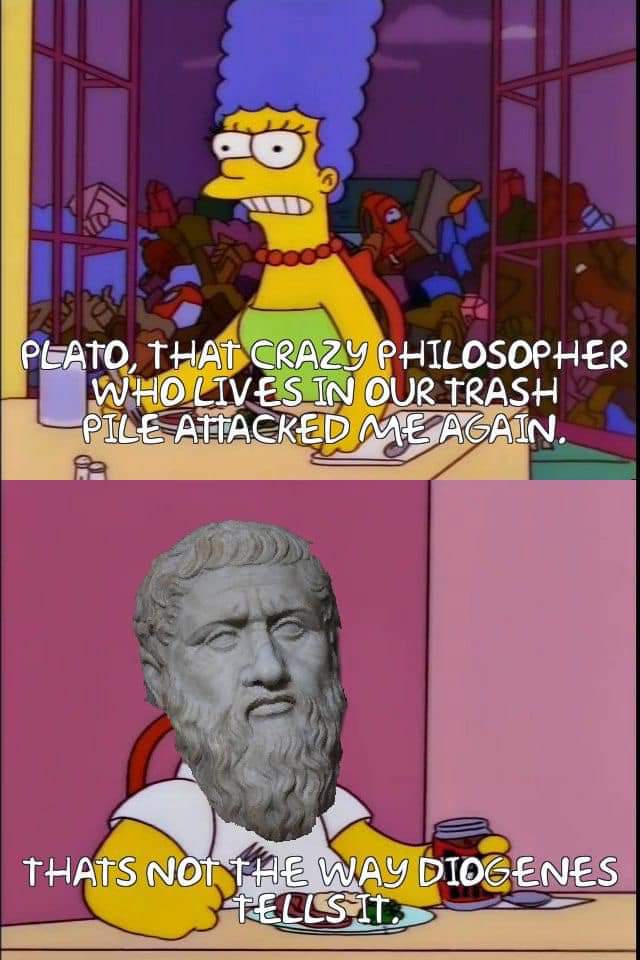 PLATO, THAT CRAZY PHILOSOPHER
WHO LIVES IN OUR TRASH
PILE ATTACKED ME AGAIN.
THATS NOT THE WAY DIOGENES
TELLS IT.